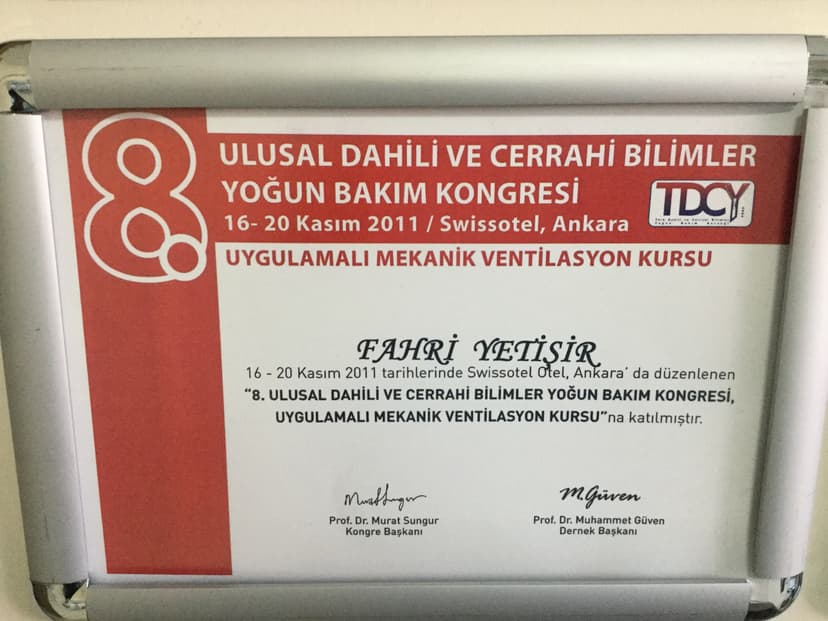 8.
ULUSAL DAHİLİ VE CERRAHİ BİLİMLER
YOĞUN BAKIM KONGRESİ
TDCY
16- 20 Kasım 2011 / Swissotel, Ankara
UYGULAMALI MEKANİK VENTİLASYON KURSU
FAHRİ YETİŞİR
16 - 20 Kasım 2011 tarihlerinde Swissotel Otel, Ankara' da düzenlenen
“8. ULUSAL DAHİLİ VE CERRAHİ BİLİMLER YOĞUN BAKIM KONGRESİ,
UYGULAMALI MEKANİK VENTİLASYON KURSU”na katılmıştır.
M.Güven
Prof. Dr. Murat Sungur
Kongre Başkanı
Prof. Dr. Muhammet Güven
Dernek Başkanı